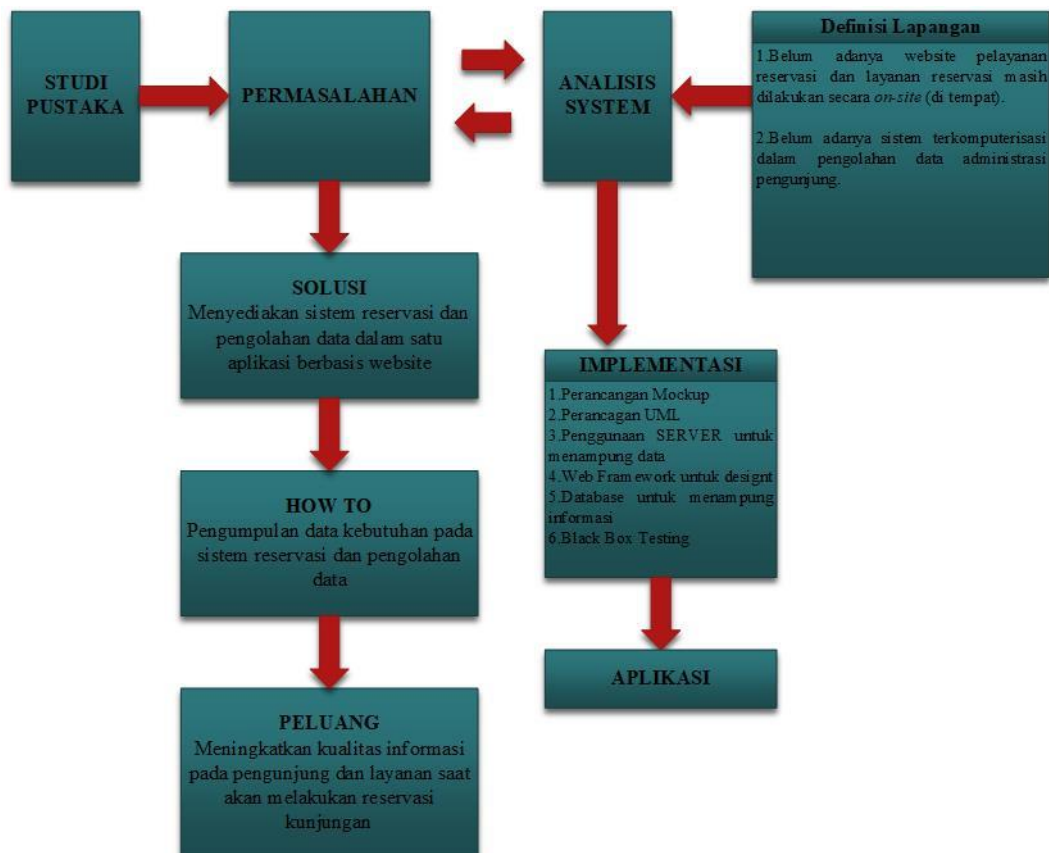 STUDI
PUSTAKA
PERMASALAHAN
ANALISIS
SYSTEM
Definisi Lapangan
1.Belum adanya website pelayanan
reservasi dan layanan reservasi masih
dilakukan secara on-site (di tempat).
2.Belum adanya sistem terkomputerisasi
dalam pengolahan data administrasi
pengunjung.
SOLUSI
Menyediakan sistem reservasi dan
pengolahan data dalam satu
aplikasi berbasis website
HOW TO
Pengumpulan data kebutuhan pada
sistem reservasi dan pengolahan
data
PELUANG
Meningkatkan kualitas informasi
pada pengunjung dan layanan saat
akan melakukan reservasi
kunjungan
IMPLEMENTASI
1.Perancangan Mockup
2.Perancagan UML
3.Penggunaan SERVER untuk
menampung data
4.Web Framework untuk designt
5.Database untuk menampung
informasi
6.Black Box Testing
APLIKASI